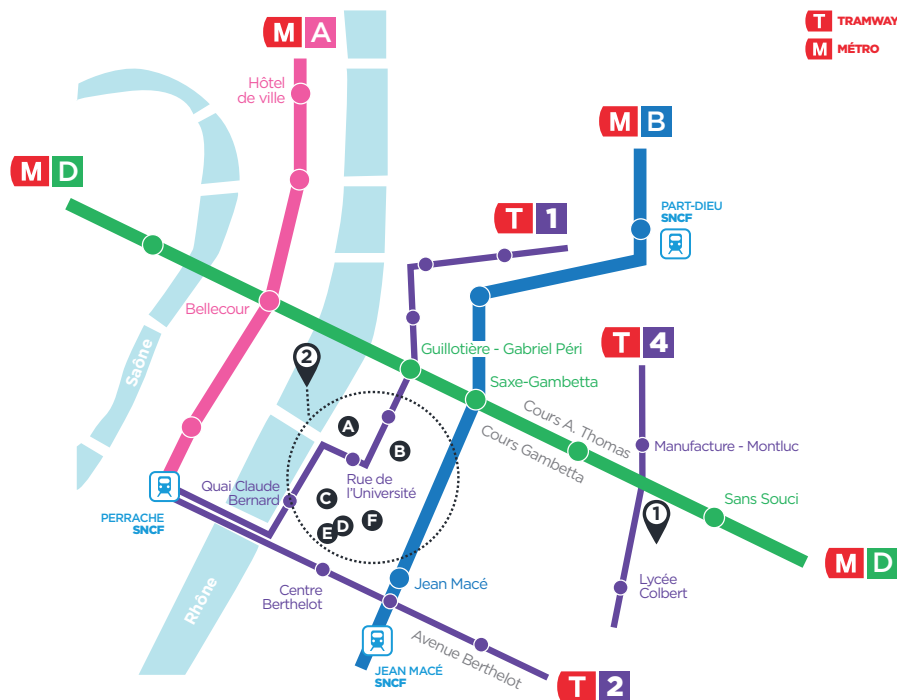 T TRAMWAY
M MÉTRO
M A
Hôtel
de ville
M B
M D
PART-DIEU
SNCF
T 1
Bellecour
Saône
2
Guillotière - Gabriel Péri
T 4
Saxe-Gambetta
Cours A. Thomas
Cours Gambetta
A
B
Manufacture - Montluc
Rue de
l'Université
Quai Claude
Bernard
C
D
E
F
Sans Souci
1
PERRACHE
SNCF
M D
Rhône
Centre
Berthelot
Jean Macé
Lycée
Colbert
Avenue Berthelot
JEAN MACÉ
SNCF
T 2